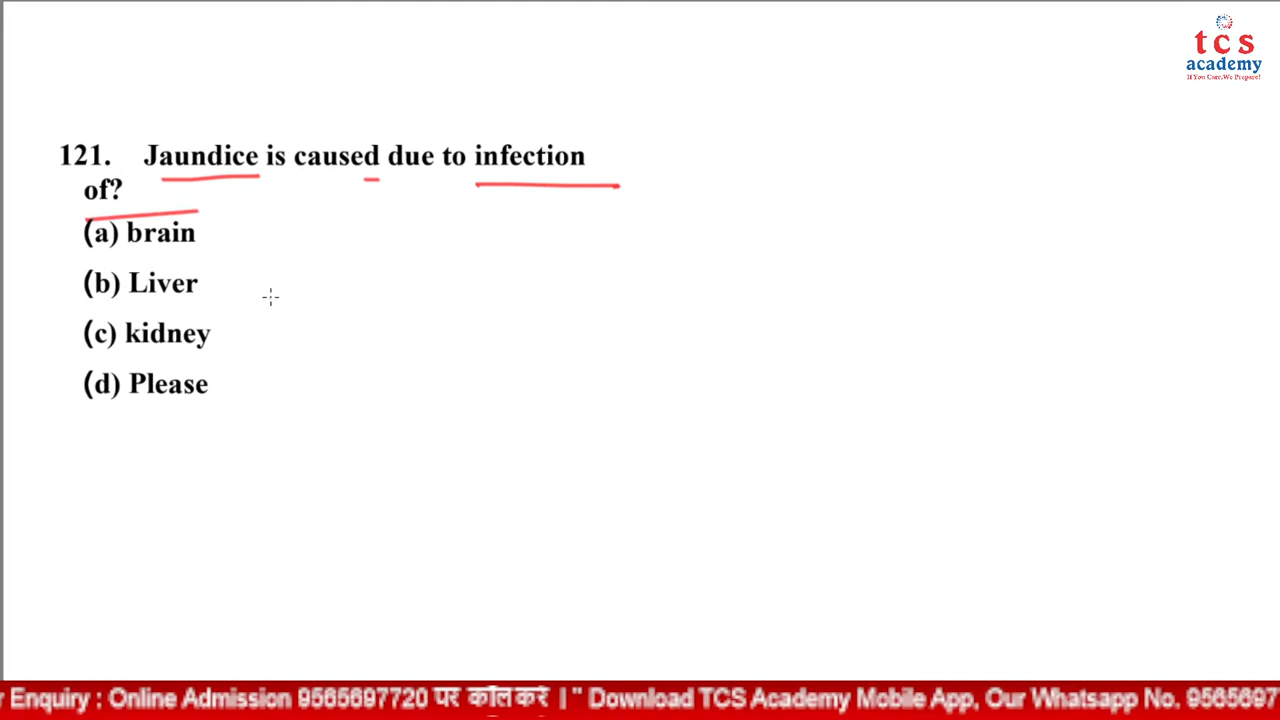 tcs
academy
If You Care, We Prepare!
121. Jaundice is caused due to infection
of?
(a) brain
(b) Liver
(c) kidney
(d) Please
Enquiry : Online Admission 9565697720 पर कॉल करें | " Download TCS Academy Mobile App, Our Whatsapp No. 956569